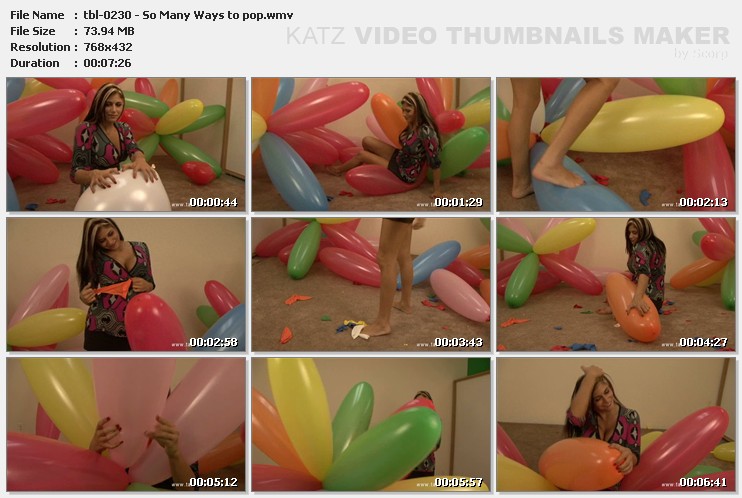 File Name : tbl-0230 - So Many Ways to pop.wmv
KATZ VIDEO THUMBNAILS MAKER
by Scorp
File Size : 73.94 MB
Resolution : 768x432
Duration : 00:07:26
00:00:44
00:01:29
00:02:13
00:02:58
00:03:43
00:04:27
00:05:12
00:05:57
00:06:41